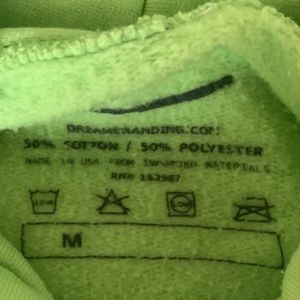 DREAMBRANDING.COM
50% COTTON / 50% POLYESTER
MADE IN USA FROM IMPORTED MATERIALS
RN# 162987
LOW
LOW
M